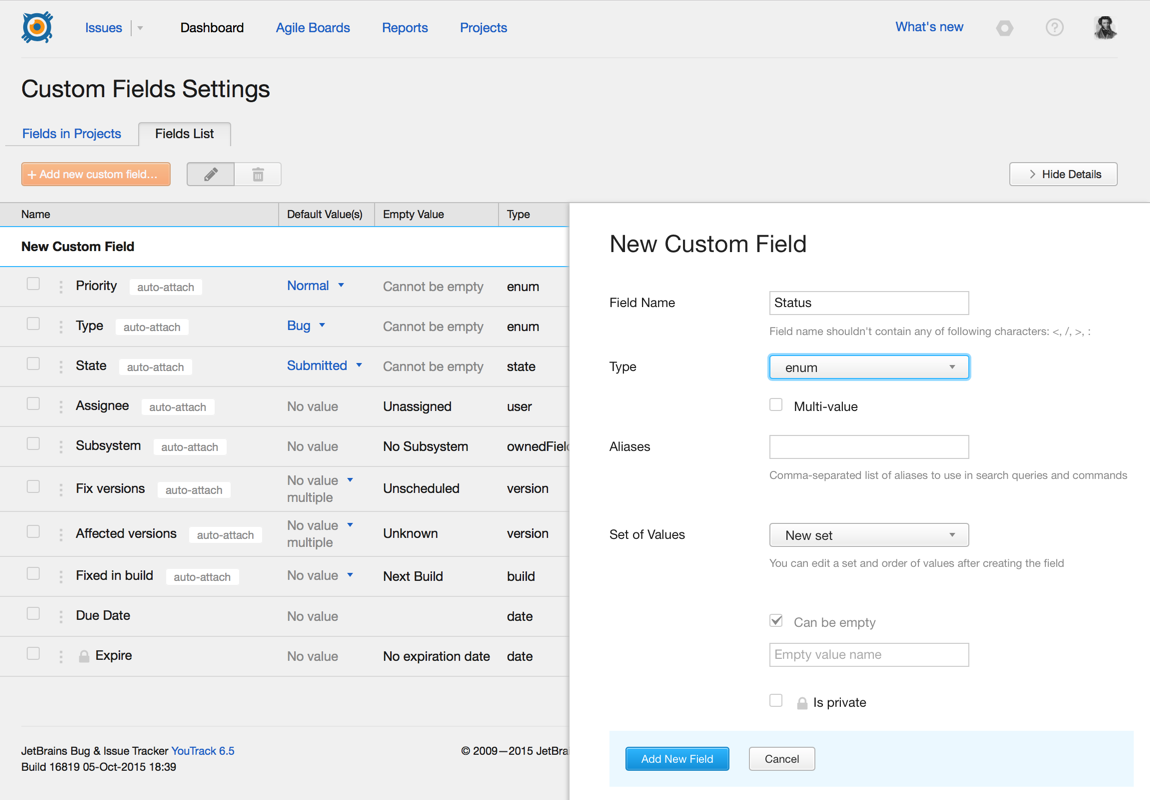 Issues Dashboard Agile Boards Reports Projects What's new
Custom Fields Settings
Fields in Projects Fields List
+ Add new custom field... Hide Details
Name Default Value(s) Empty Value Type
New Custom Field
Priority auto-attach Normal Cannot be empty enum
Type auto-attach Bug Cannot be empty enum
State auto-attach Submitted Cannot be empty state
Assignee auto-attach No value Unassigned user
Subsystem auto-attach No value No Subsystem ownedField
Fix versions auto-attach No value multiple Unscheduled version
Affected versions auto-attach No value multiple Unknown version
Fixed in build auto-attach No value Next Build build
Due Date No value date
Expire No value No expiration date date
JetBrains Bug & Issue Tracker YouTrack 6.5 © 2009—2015 JetBra
Build 16819 05-Oct-2015 18:39
New Custom Field
Field Name Status
Field name shouldn't contain any of following characters: <, /, >, :
Type enum
Multi-value
Aliases
Comma-separated list of aliases to use in search queries and commands
Set of Values New set
You can edit a set and order of values after creating the field
Can be empty
Empty value name
Is private
Add New Field Cancel